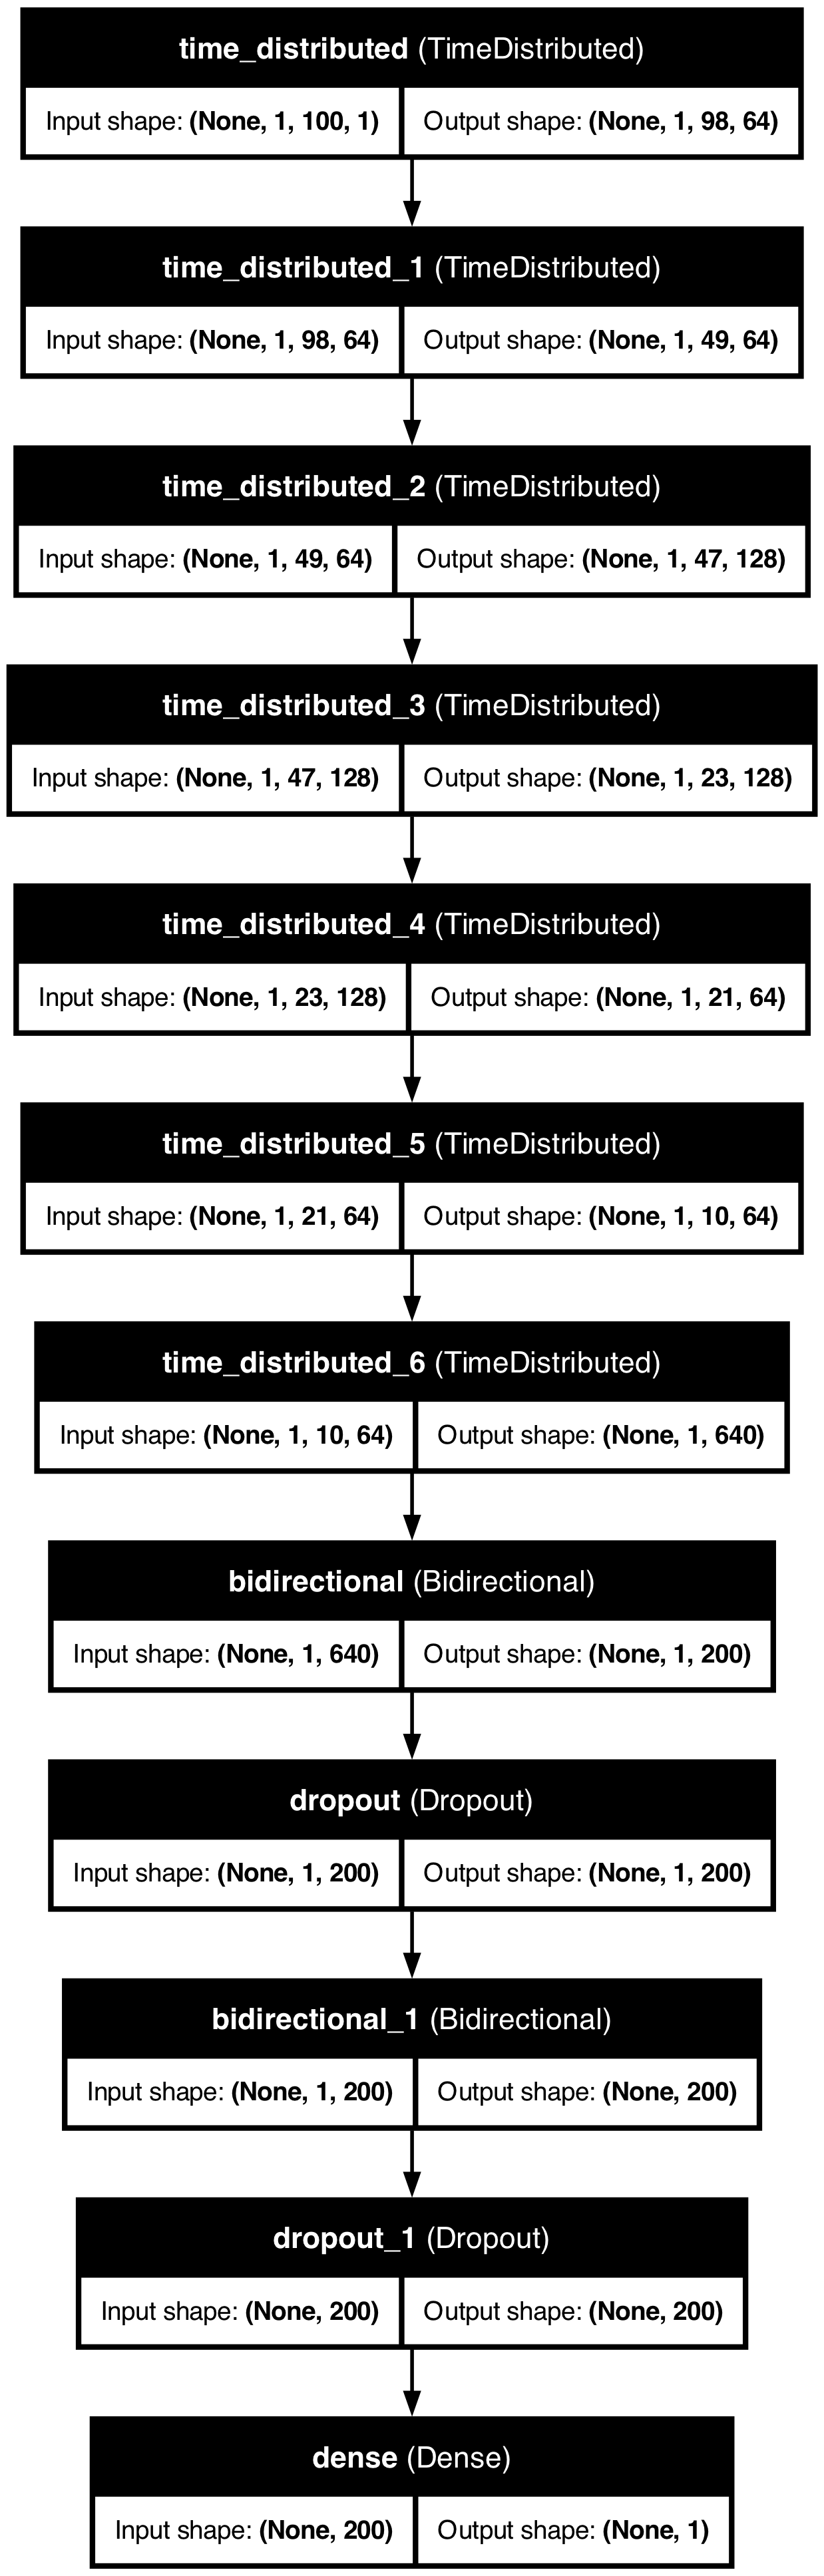 time_distributed (TimeDistributed)
Input shape: (None, 1, 100, 1) Output shape: (None, 1, 98, 64)
time_distributed_1 (TimeDistributed)
Input shape: (None, 1, 98, 64) Output shape: (None, 1, 49, 64)
time_distributed_2 (TimeDistributed)
Input shape: (None, 1, 49, 64) Output shape: (None, 1, 47, 128)
time_distributed_3 (TimeDistributed)
Input shape: (None, 1, 47, 128) Output shape: (None, 1, 23, 128)
time_distributed_4 (TimeDistributed)
Input shape: (None, 1, 23, 128) Output shape: (None, 1, 21, 64)
time_distributed_5 (TimeDistributed)
Input shape: (None, 1, 21, 64) Output shape: (None, 1, 10, 64)
time_distributed_6 (TimeDistributed)
Input shape: (None, 1, 10, 64) Output shape: (None, 1, 640)
bidirectional (Bidirectional)
Input shape: (None, 1, 640) Output shape: (None, 1, 200)
dropout (Dropout)
Input shape: (None, 1, 200) Output shape: (None, 1, 200)
bidirectional_1 (Bidirectional)
Input shape: (None, 1, 200) Output shape: (None, 200)
dropout_1 (Dropout)
Input shape: (None, 200) Output shape: (None, 200)
dense (Dense)
Input shape: (None, 200) Output shape: (None, 1)